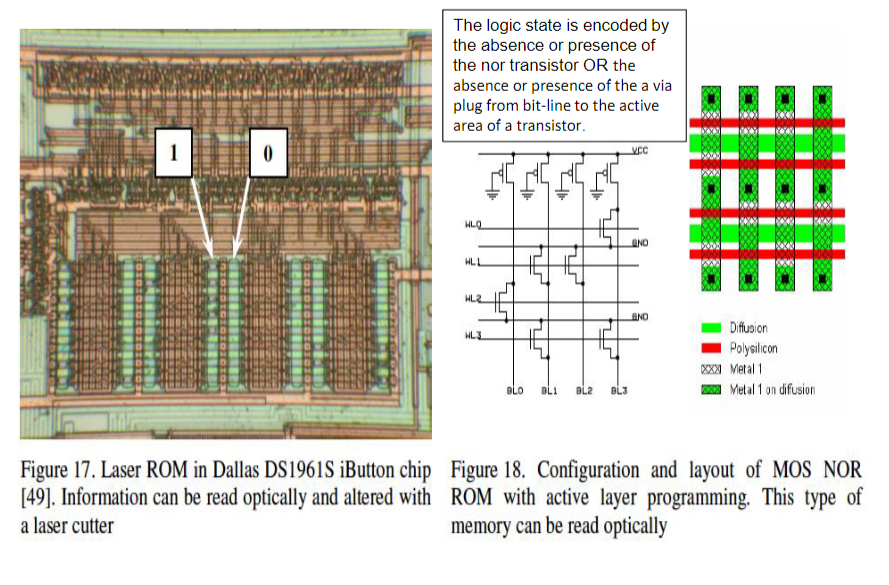 The logic state is encoded by
the absence or presence of
the nor transistor OR the
absence or presence of the a via
plug from bit-line to the active
area of a transistor.
1
0
VCC
WL0
GND
WL1
WL2
GND
WL3
BL0 BL1 BL2 BL3
Diffusion
Polysilicon
Metal 1
Metal 1 on diffusion
Figure 17. Laser ROM in Dallas DS1961S iButton chip
[49]. Information can be read optically and altered with
a laser cutter
Figure 18. Configuration and layout of MOS NOR
ROM with active layer programming. This type of
memory can be read optically